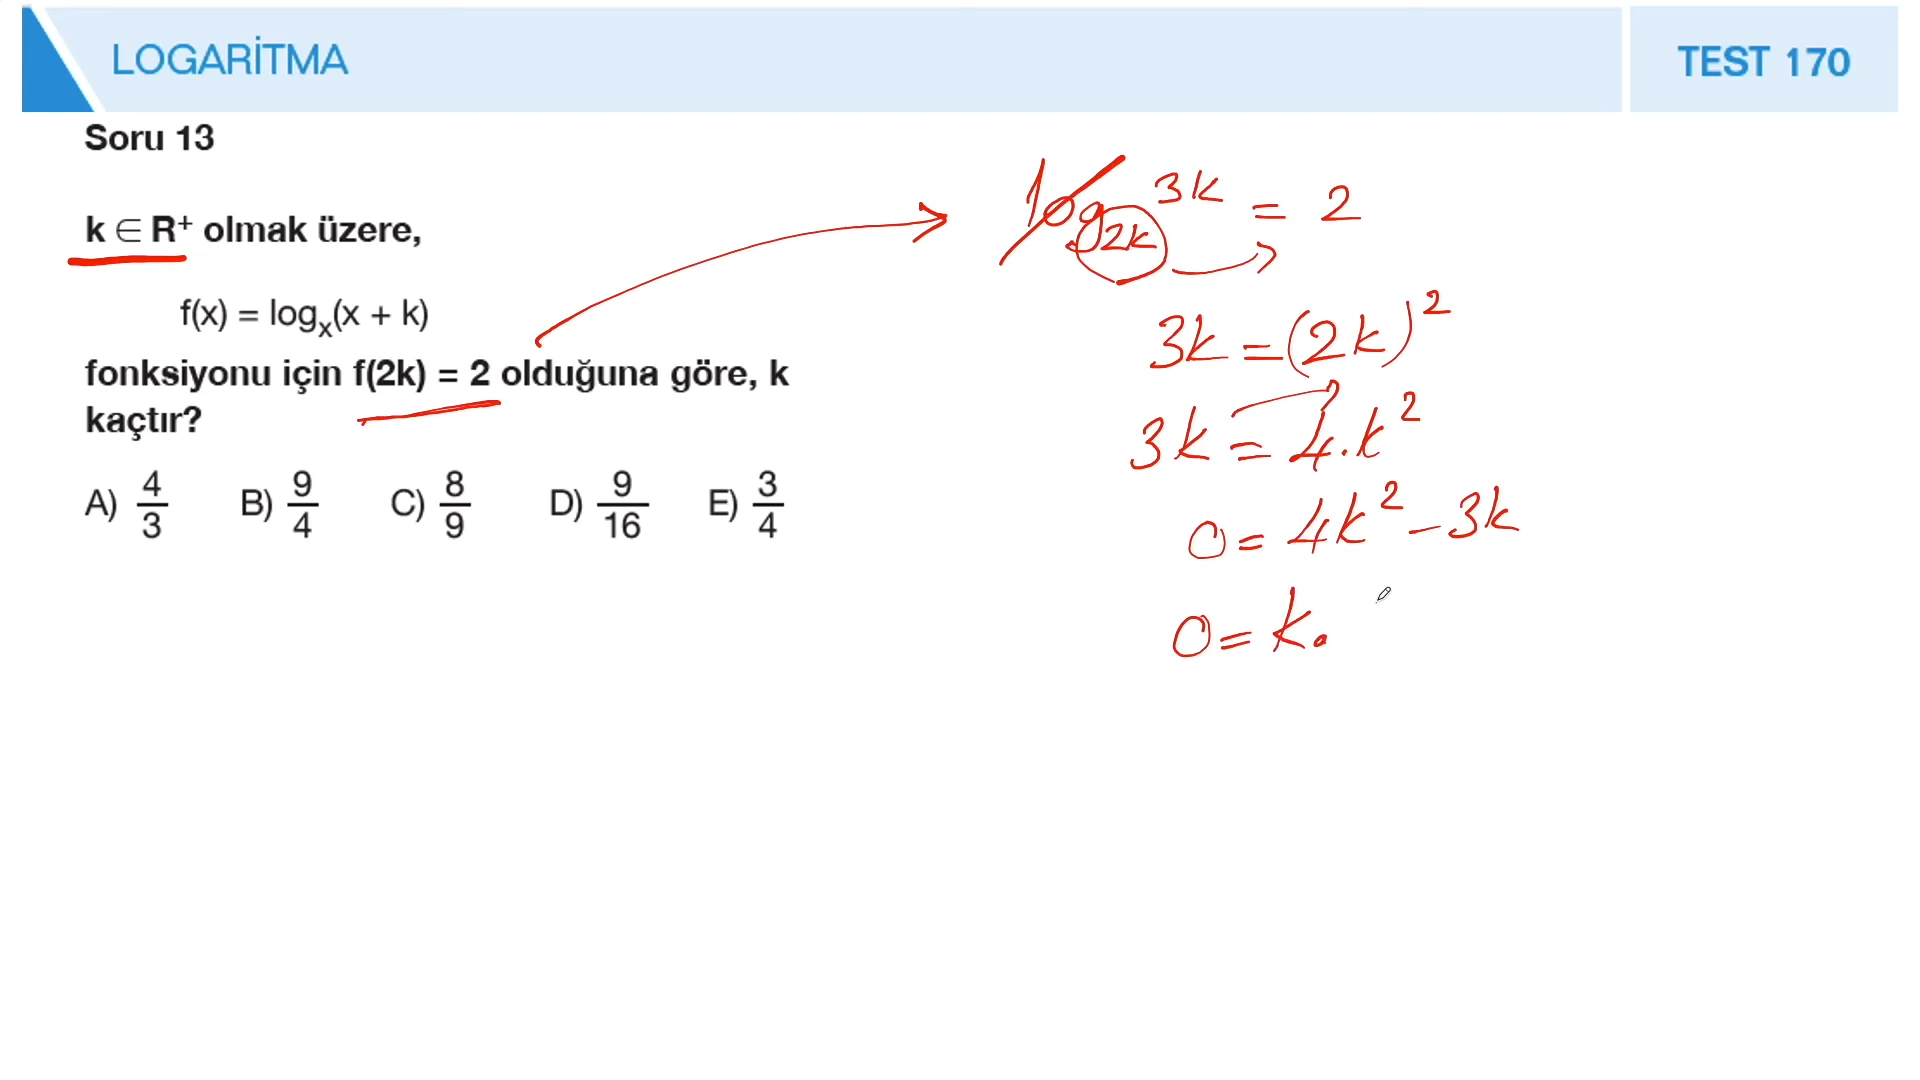 LOGARİTMA
TEST 170
Soru 13
k ∈ R⁺ olmak üzere,
f(x) = logₓ(x + k)
fonksiyonu için f(2k) = 2 olduğuna göre, k
kaçtır?
A) 4/3 B) 9/4 C) 8/9 D) 9/16 E) 3/4
log_{2k} 3k = 2
3k = (2k)²
3k = 4.k²
0 = 4k² - 3k
0 = k.